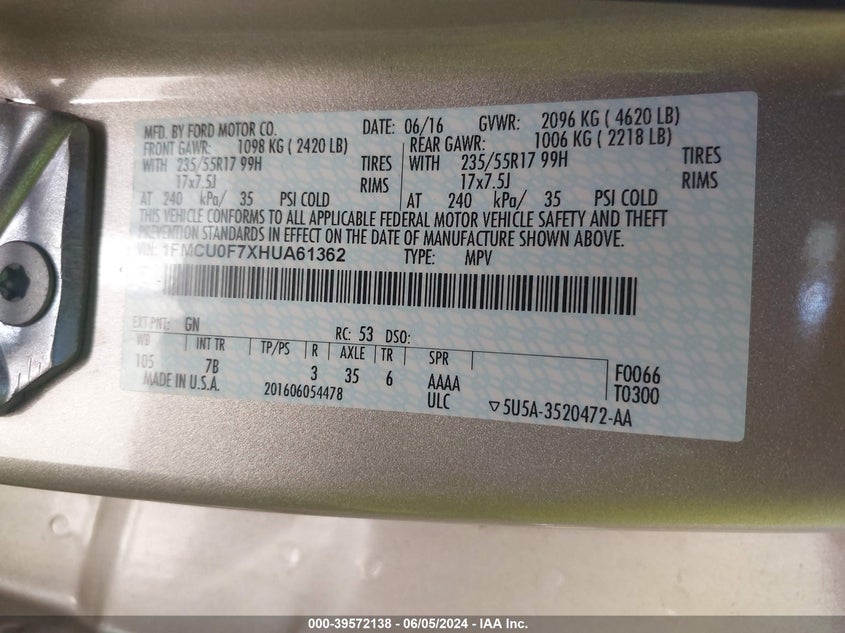 MFD. BY FORD MOTOR CO. DATE: 06/16 GVWR: 2096 KG ( 4620 LB)
FRONT GAWR: 1098 KG ( 2420 LB) REAR GAWR: 1006 KG ( 2218 LB)
WITH 235/55R17 99H TIRES WITH 235/55R17 99H TIRES
17x7.5J RIMS 17x7.5J RIMS
AT 240 kPa/ 35 PSI COLD AT 240 kPa/ 35 PSI COLD
THIS VEHICLE CONFORMS TO ALL APPLICABLE FEDERAL MOTOR VEHICLE SAFETY AND THEFT
PREVENTION STANDARDS IN EFFECT ON THE DATE OF MANUFACTURE SHOWN ABOVE.
VIN: 1FMCU0F7XHUA61362 TYPE: MPV
EXT PNT: GN RC: 53 DSO:
WB INT TR TP/PS R AXLE TR SPR
105 7B 3 35 6 AAAA F0066
MADE IN U.S.A. 201606054478 ULC T0300
▽5U5A-3520472-AA
000-39572138 - 06/05/2024 - IAA Inc.